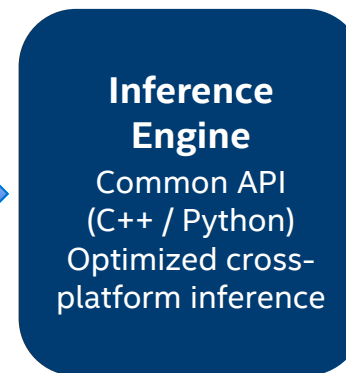 Inference
Engine
Common API
(C++ / Python)
Optimized cross-
platform inference